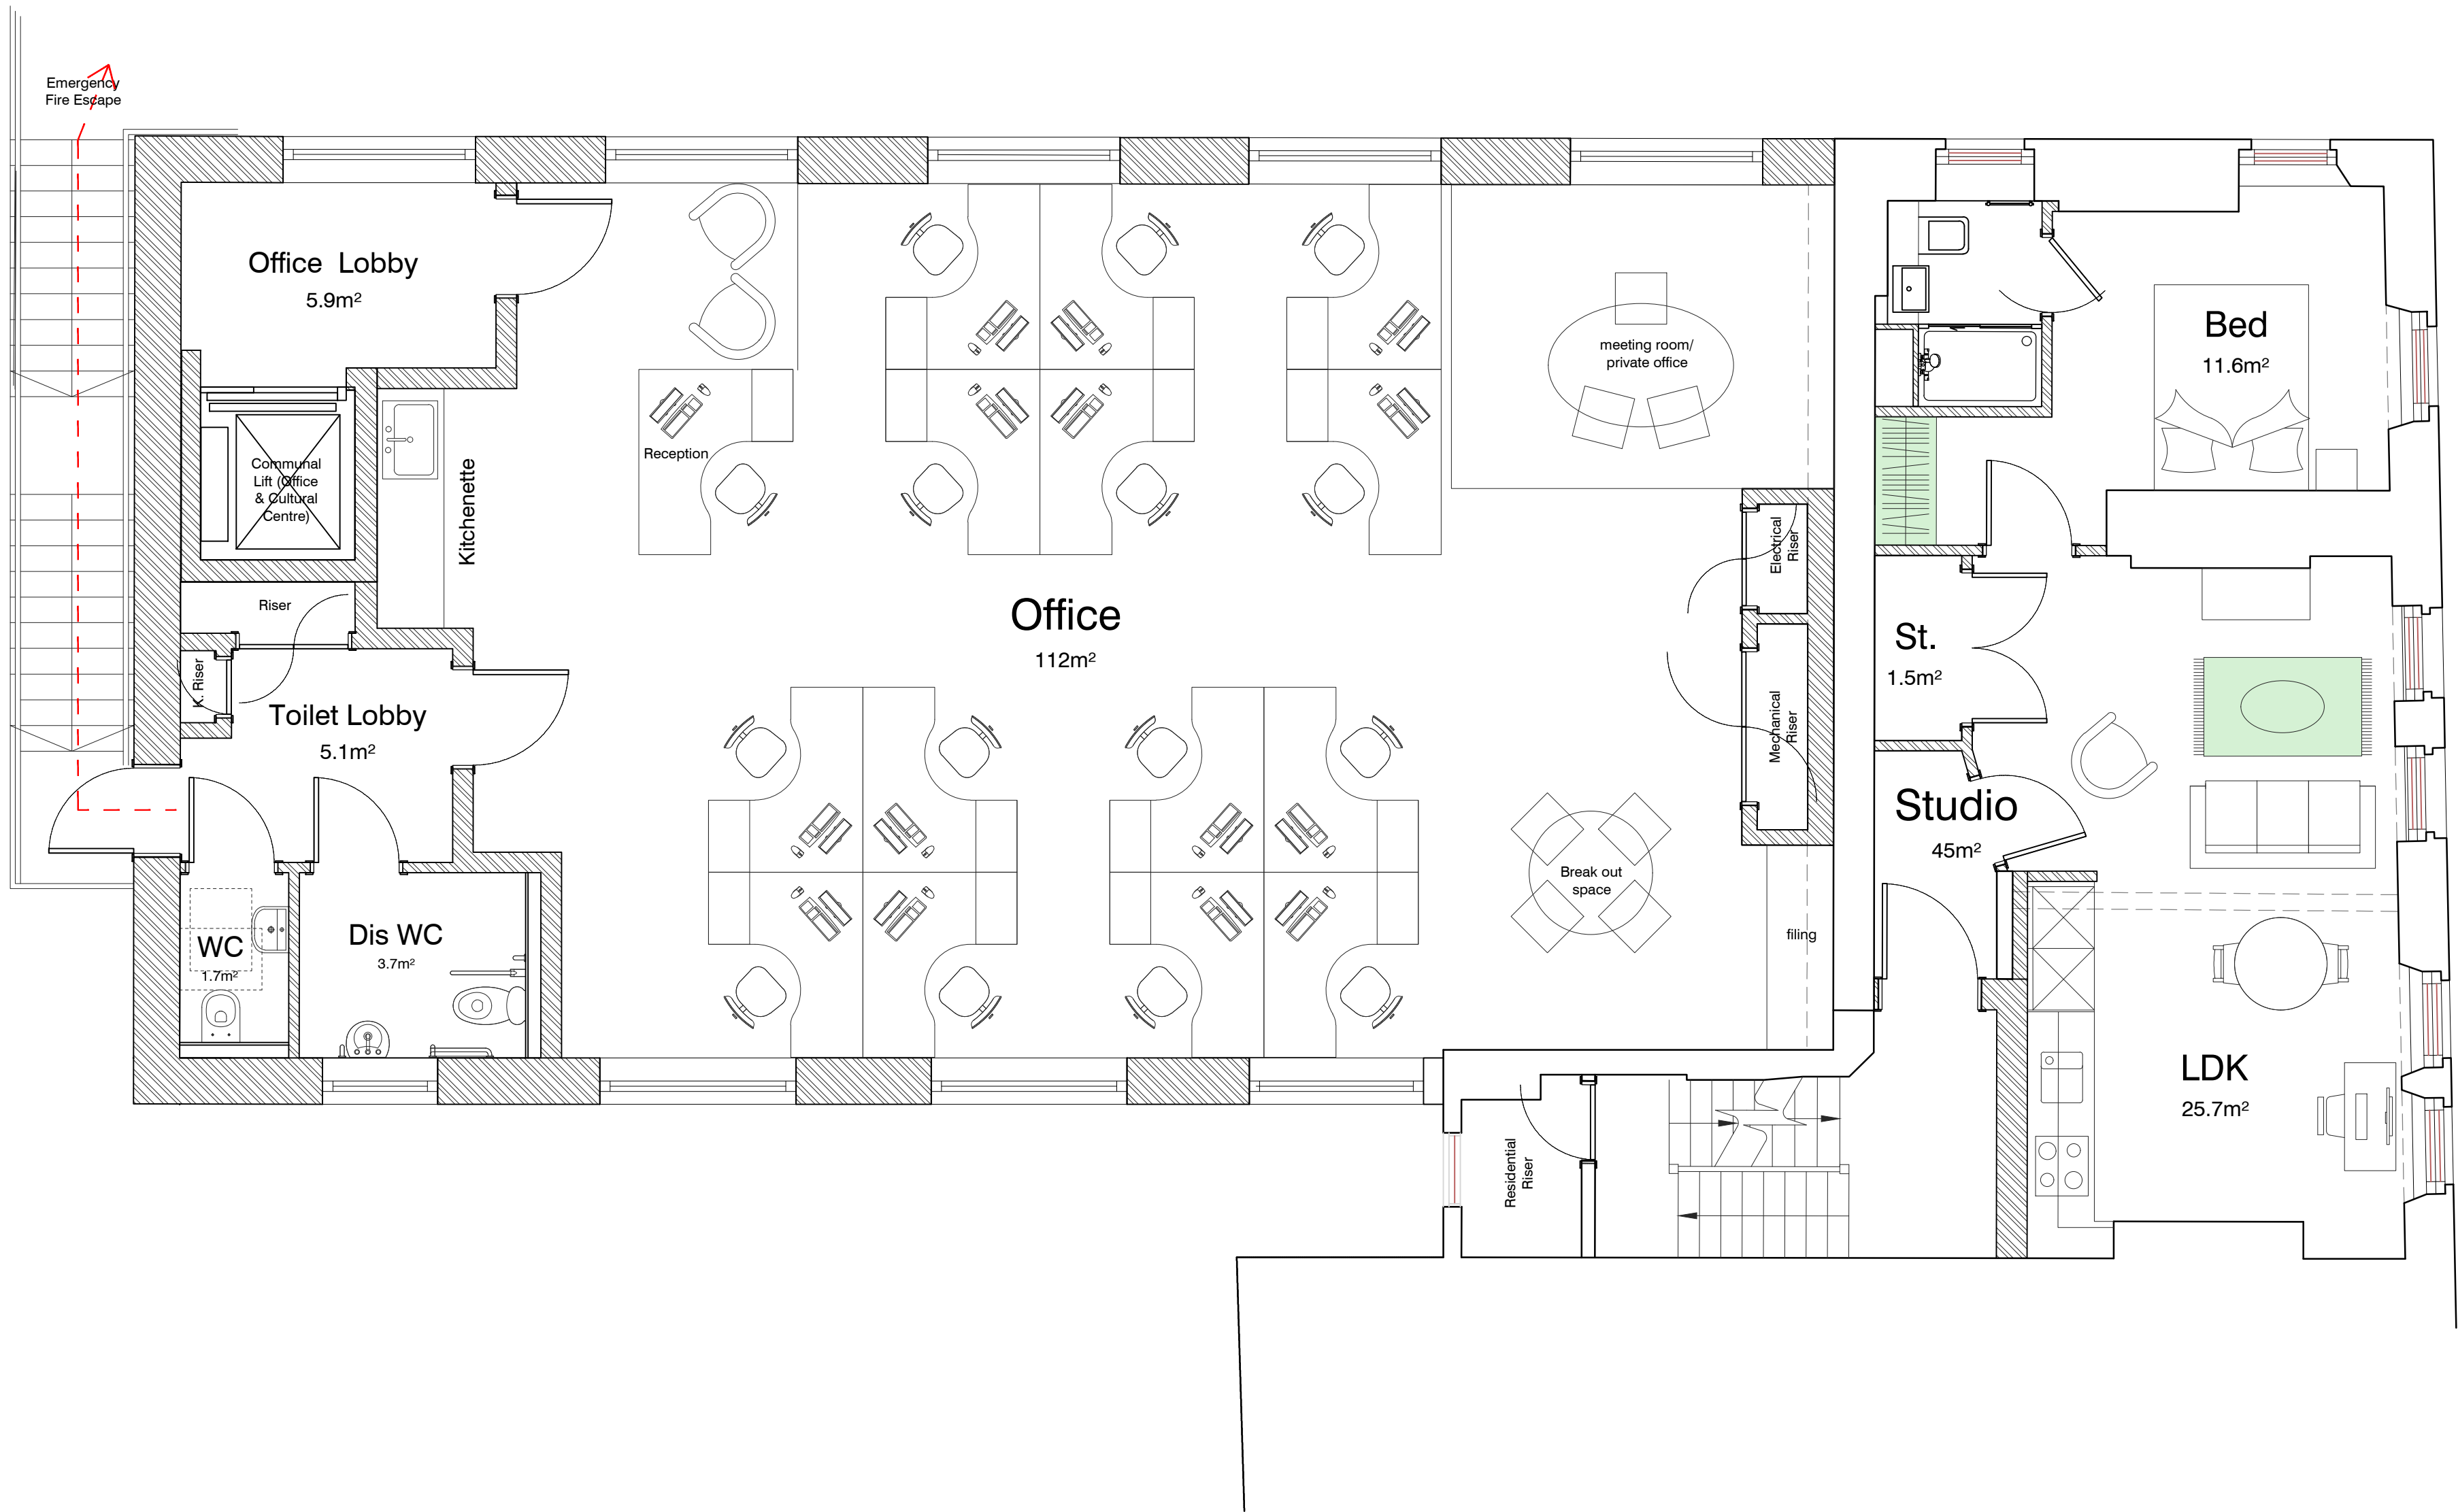 Emergency
Fire Escape
Office Lobby
5.9m²
Communal
Lift (Office
& Cultural
Centre)
Kitchenette
Reception
meeting room/
private office
Bed
11.6m²
Electrical
Riser
Riser
K. Riser
Office
112m²
St.
1.5m²
Toilet Lobby
5.1m²
Mechanical
Riser
Studio
45m²
Break out
space
WC
1.7m²
Dis WC
3.7m²
filing
LDK
25.7m²
Residential
Riser